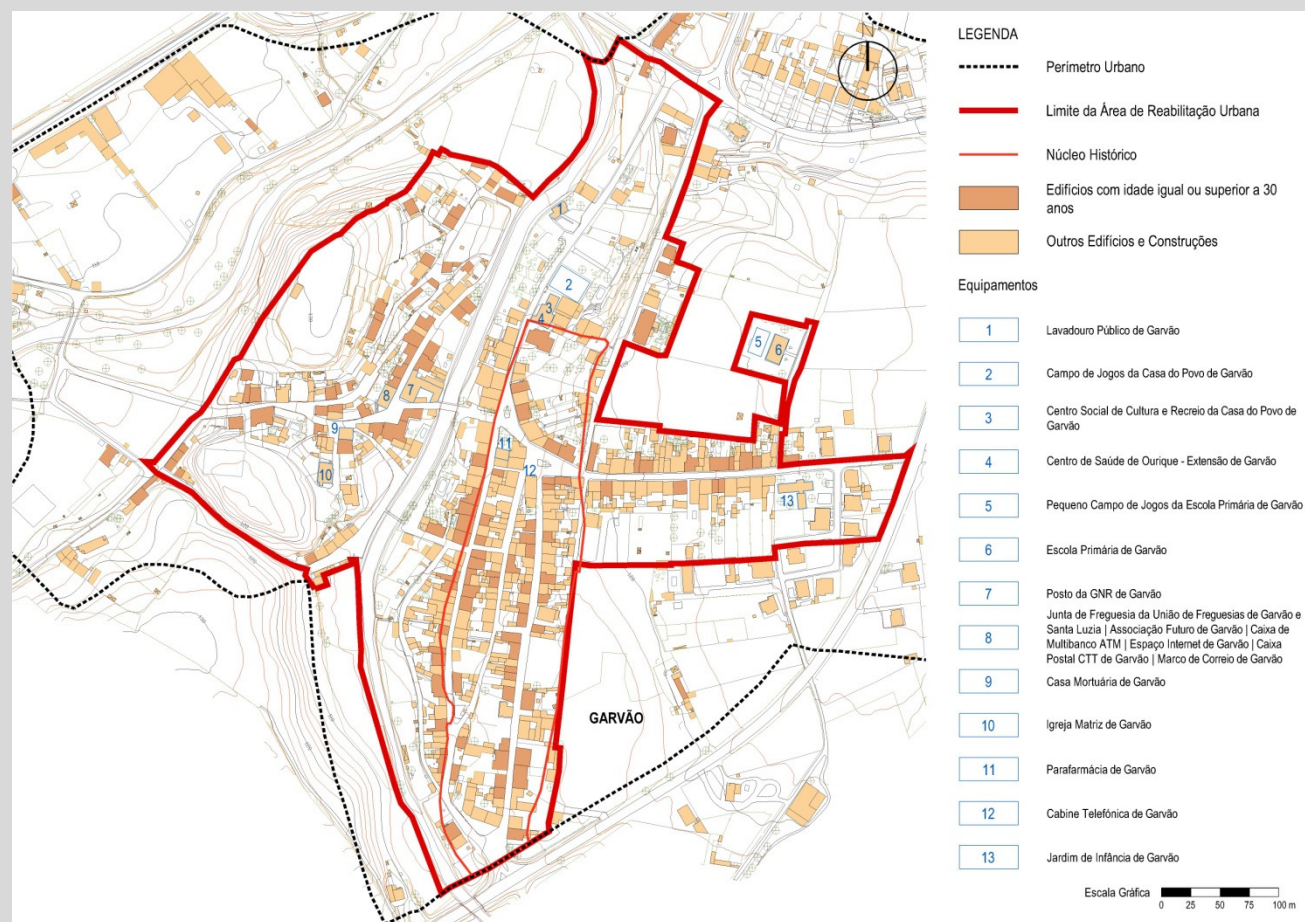 LEGENDA
N
Perímetro Urbano
Limite da Área de Reabilitação Urbana
Núcleo Histórico
Edifícios com idade igual ou superior a 30
anos
Outros Edifícios e Construções
Equipamentos
1 Lavadouro Público de Garvão
2 Campo de Jogos da Casa do Povo de Garvão
3 Centro Social de Cultura e Recreio da Casa do Povo de
Garvão
4 Centro de Saúde de Ourique - Extensão de Garvão
5 Pequeno Campo de Jogos da Escola Primária de Garvão
6 Escola Primária de Garvão
7 Posto da GNR de Garvão
8 Junta de Freguesia da União de Freguesias de Garvão e
Santa Luzia | Associação Futuro de Garvão | Caixa de
Multibanco ATM | Espaço Internet de Garvão | Caixa
Postal CTT de Garvão | Marco de Correio de Garvão
9 Casa Mortuária de Garvão
10 Igreja Matriz de Garvão
11 Parafarmácia de Garvão
12 Cabine Telefónica de Garvão
13 Jardim de Infância de Garvão
Escala Gráfica
0 25 50 75 100 m
1
2
3
4
5
6
7
8
9
10
11
12
13
GARVÃO